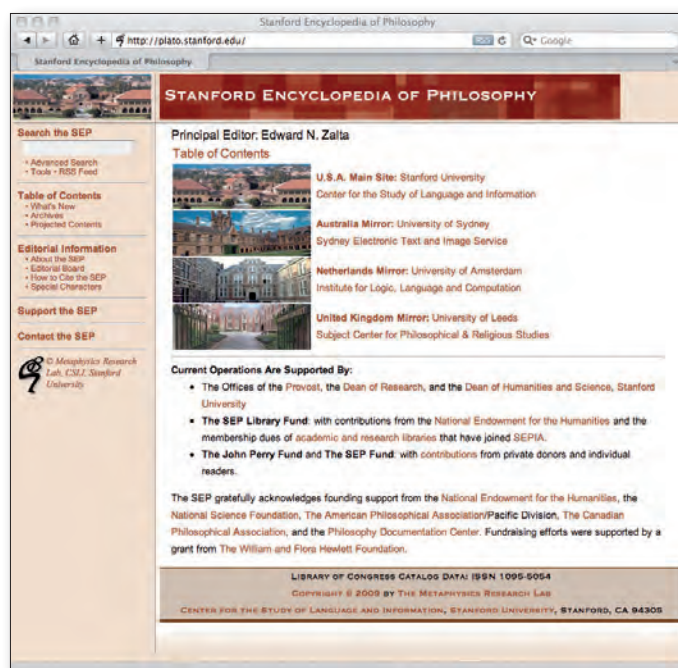 Stanford Encyclopedia of Philosophy
http://plato.stanford.edu/
RSS
Google
Stanford Encyclopedia of Philosophy
STANFORD ENCYCLOPEDIA OF PHILOSOPHY
Search the SEP
• Advanced Search
• Tools • RSS Feed
Table of Contents
• What's New
• Archives
• Projected Contents
Editorial Information
• About the SEP
• Editorial Board
• How to Cite the SEP
• Special Characters
Support the SEP
Contact the SEP
© Metaphysics Research
Lab, CSLI, Stanford
University
Principal Editor: Edward N. Zalta
Table of Contents
U.S.A. Main Site: Stanford University
Center for the Study of Language and Information
Australia Mirror: University of Sydney
Sydney Electronic Text and Image Service
Netherlands Mirror: University of Amsterdam
Institute for Logic, Language and Computation
United Kingdom Mirror: University of Leeds
Subject Center for Philosophical & Religious Studies
Current Operations Are Supported By:
• The Offices of the Provost, the Dean of Research, and the Dean of Humanities and Science, Stanford
University
• The SEP Library Fund: with contributions from the National Endowment for the Humanities and the
membership dues of academic and research libraries that have joined SEPIA.
• The John Perry Fund and The SEP Fund: with contributions from private donors and individual
readers.
The SEP gratefully acknowledges founding support from the National Endowment for the Humanities, the
National Science Foundation, The American Philosophical Association/Pacific Division, The Canadian
Philosophical Association, and the Philosophy Documentation Center. Fundraising efforts were supported by a
grant from The William and Flora Hewlett Foundation.
LIBRARY OF CONGRESS CATALOG DATA: ISSN 1095-5054
COPYRIGHT © 2009 BY THE METAPHYSICS RESEARCH LAB
CENTER FOR THE STUDY OF LANGUAGE AND INFORMATION, STANFORD UNIVERSITY, STANFORD, CA 94305